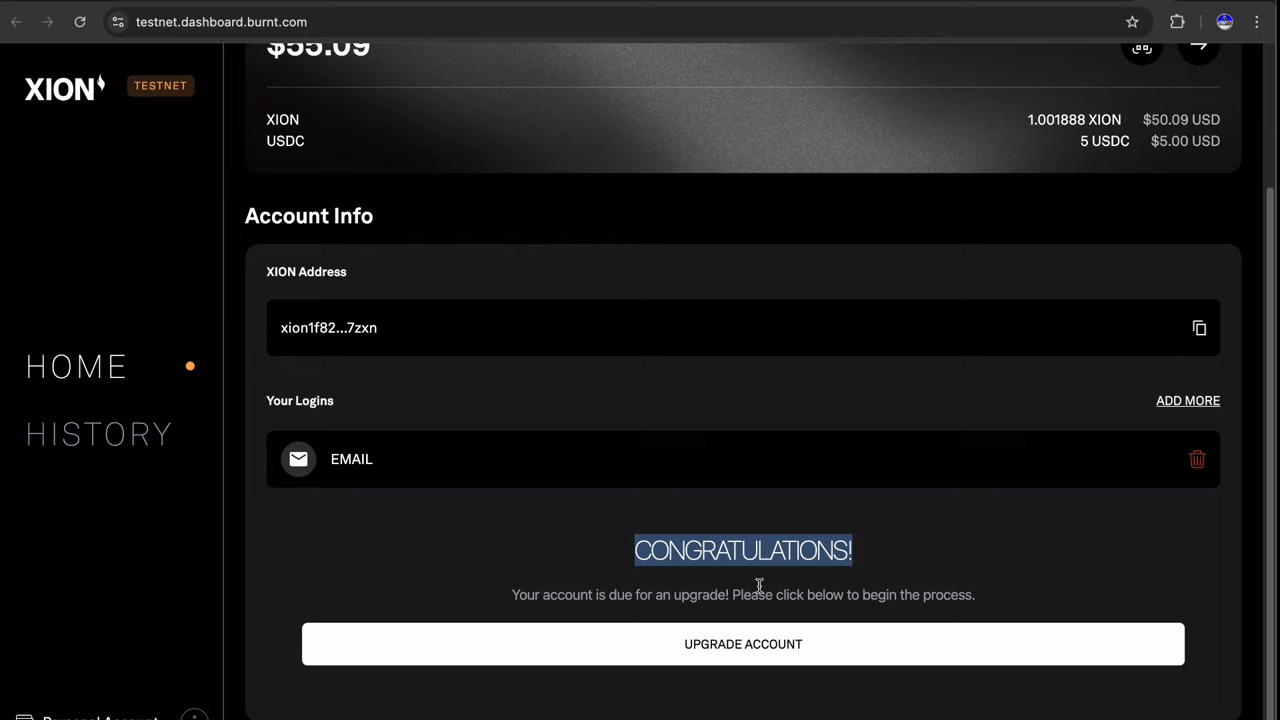 testnet.dashboard.burnt.com
$55.09
XION
TESTNET
XION 1.001888 XION $50.09 USD
USDC 5 USDC $5.00 USD
Account Info
XION Address
xion1f82...7zxn
HOME
HISTORY
Your Logins ADD MORE
EMAIL
CONGRATULATIONS!
Your account is due for an upgrade! Please click below to begin the process.
UPGRADE ACCOUNT
Personal Account